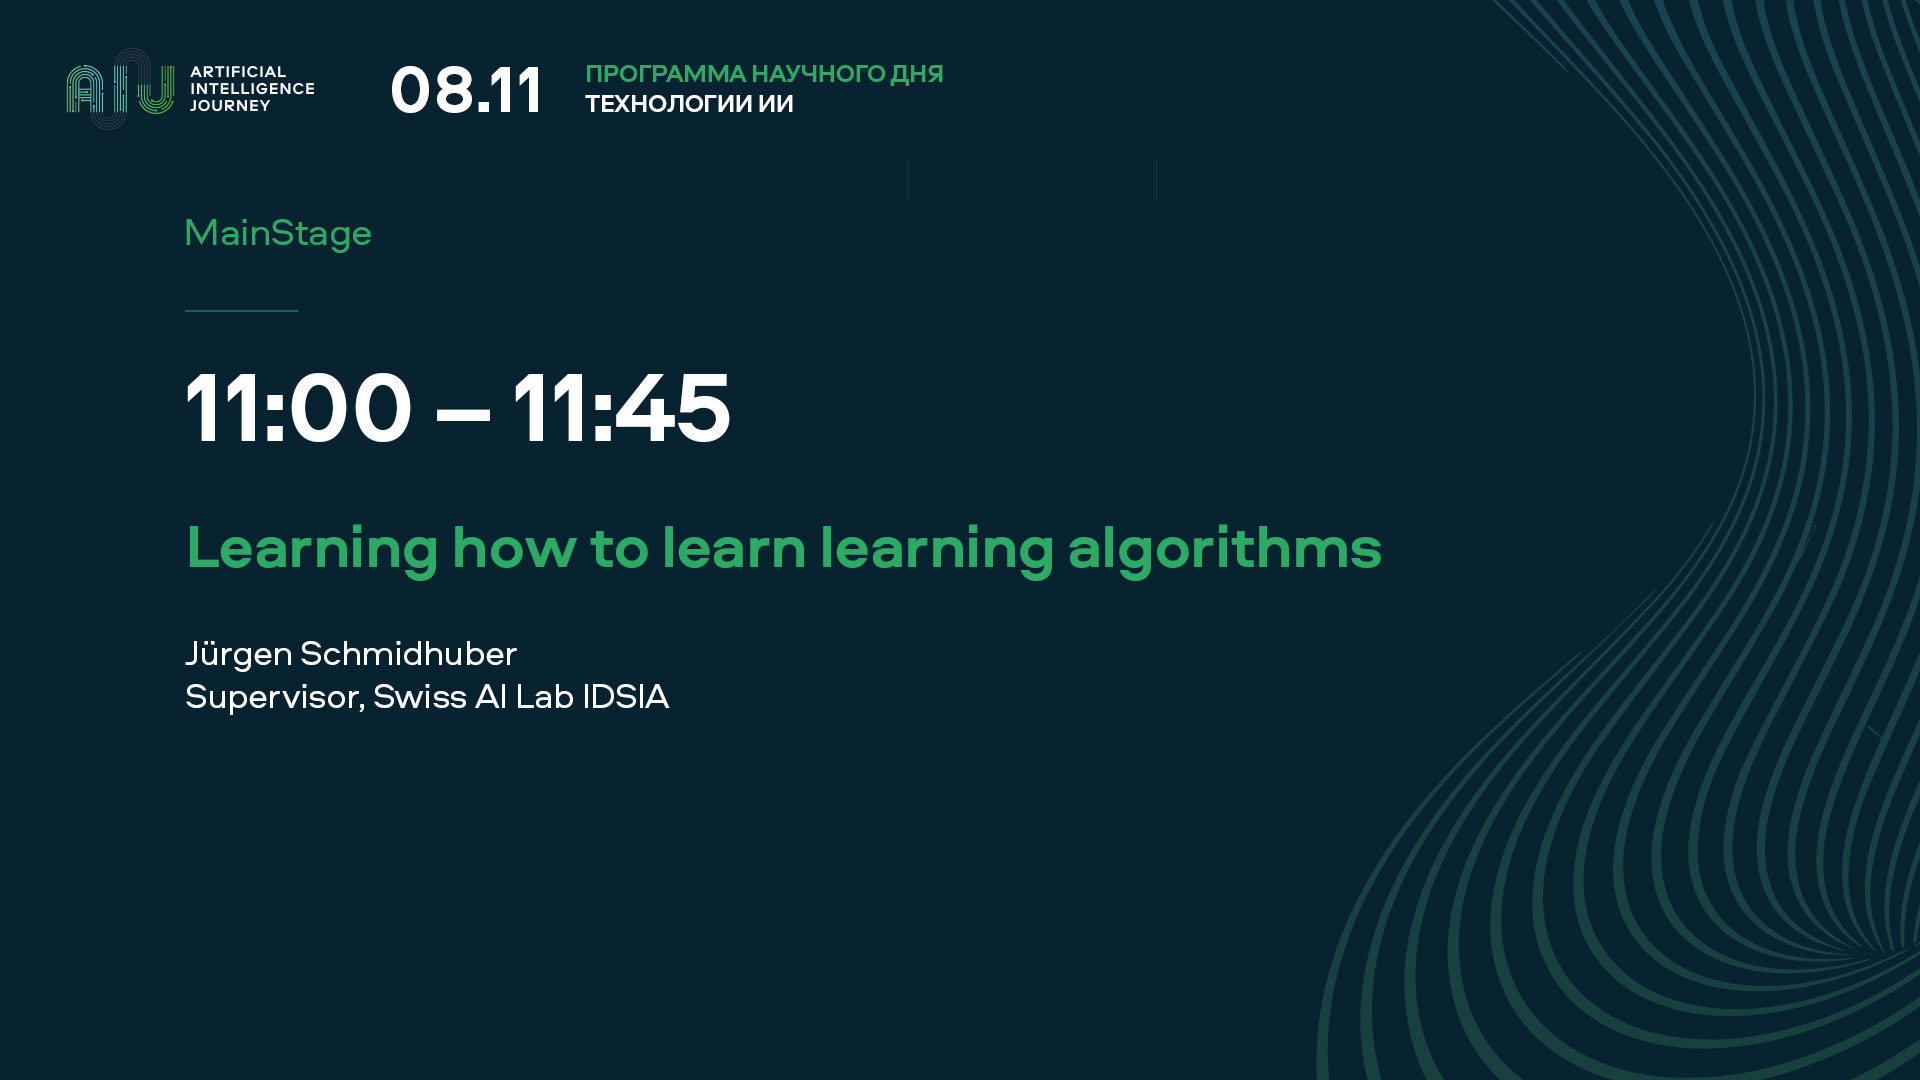 AIJ
ARTIFICIAL
INTELLIGENCE
JOURNEY
08.11
ПРОГРАММА НАУЧНОГО ДНЯ
ТЕХНОЛОГИИ ИИ
MainStage
11:00 – 11:45
Learning how to learn learning algorithms
Jürgen Schmidhuber
Supervisor, Swiss AI Lab IDSIA